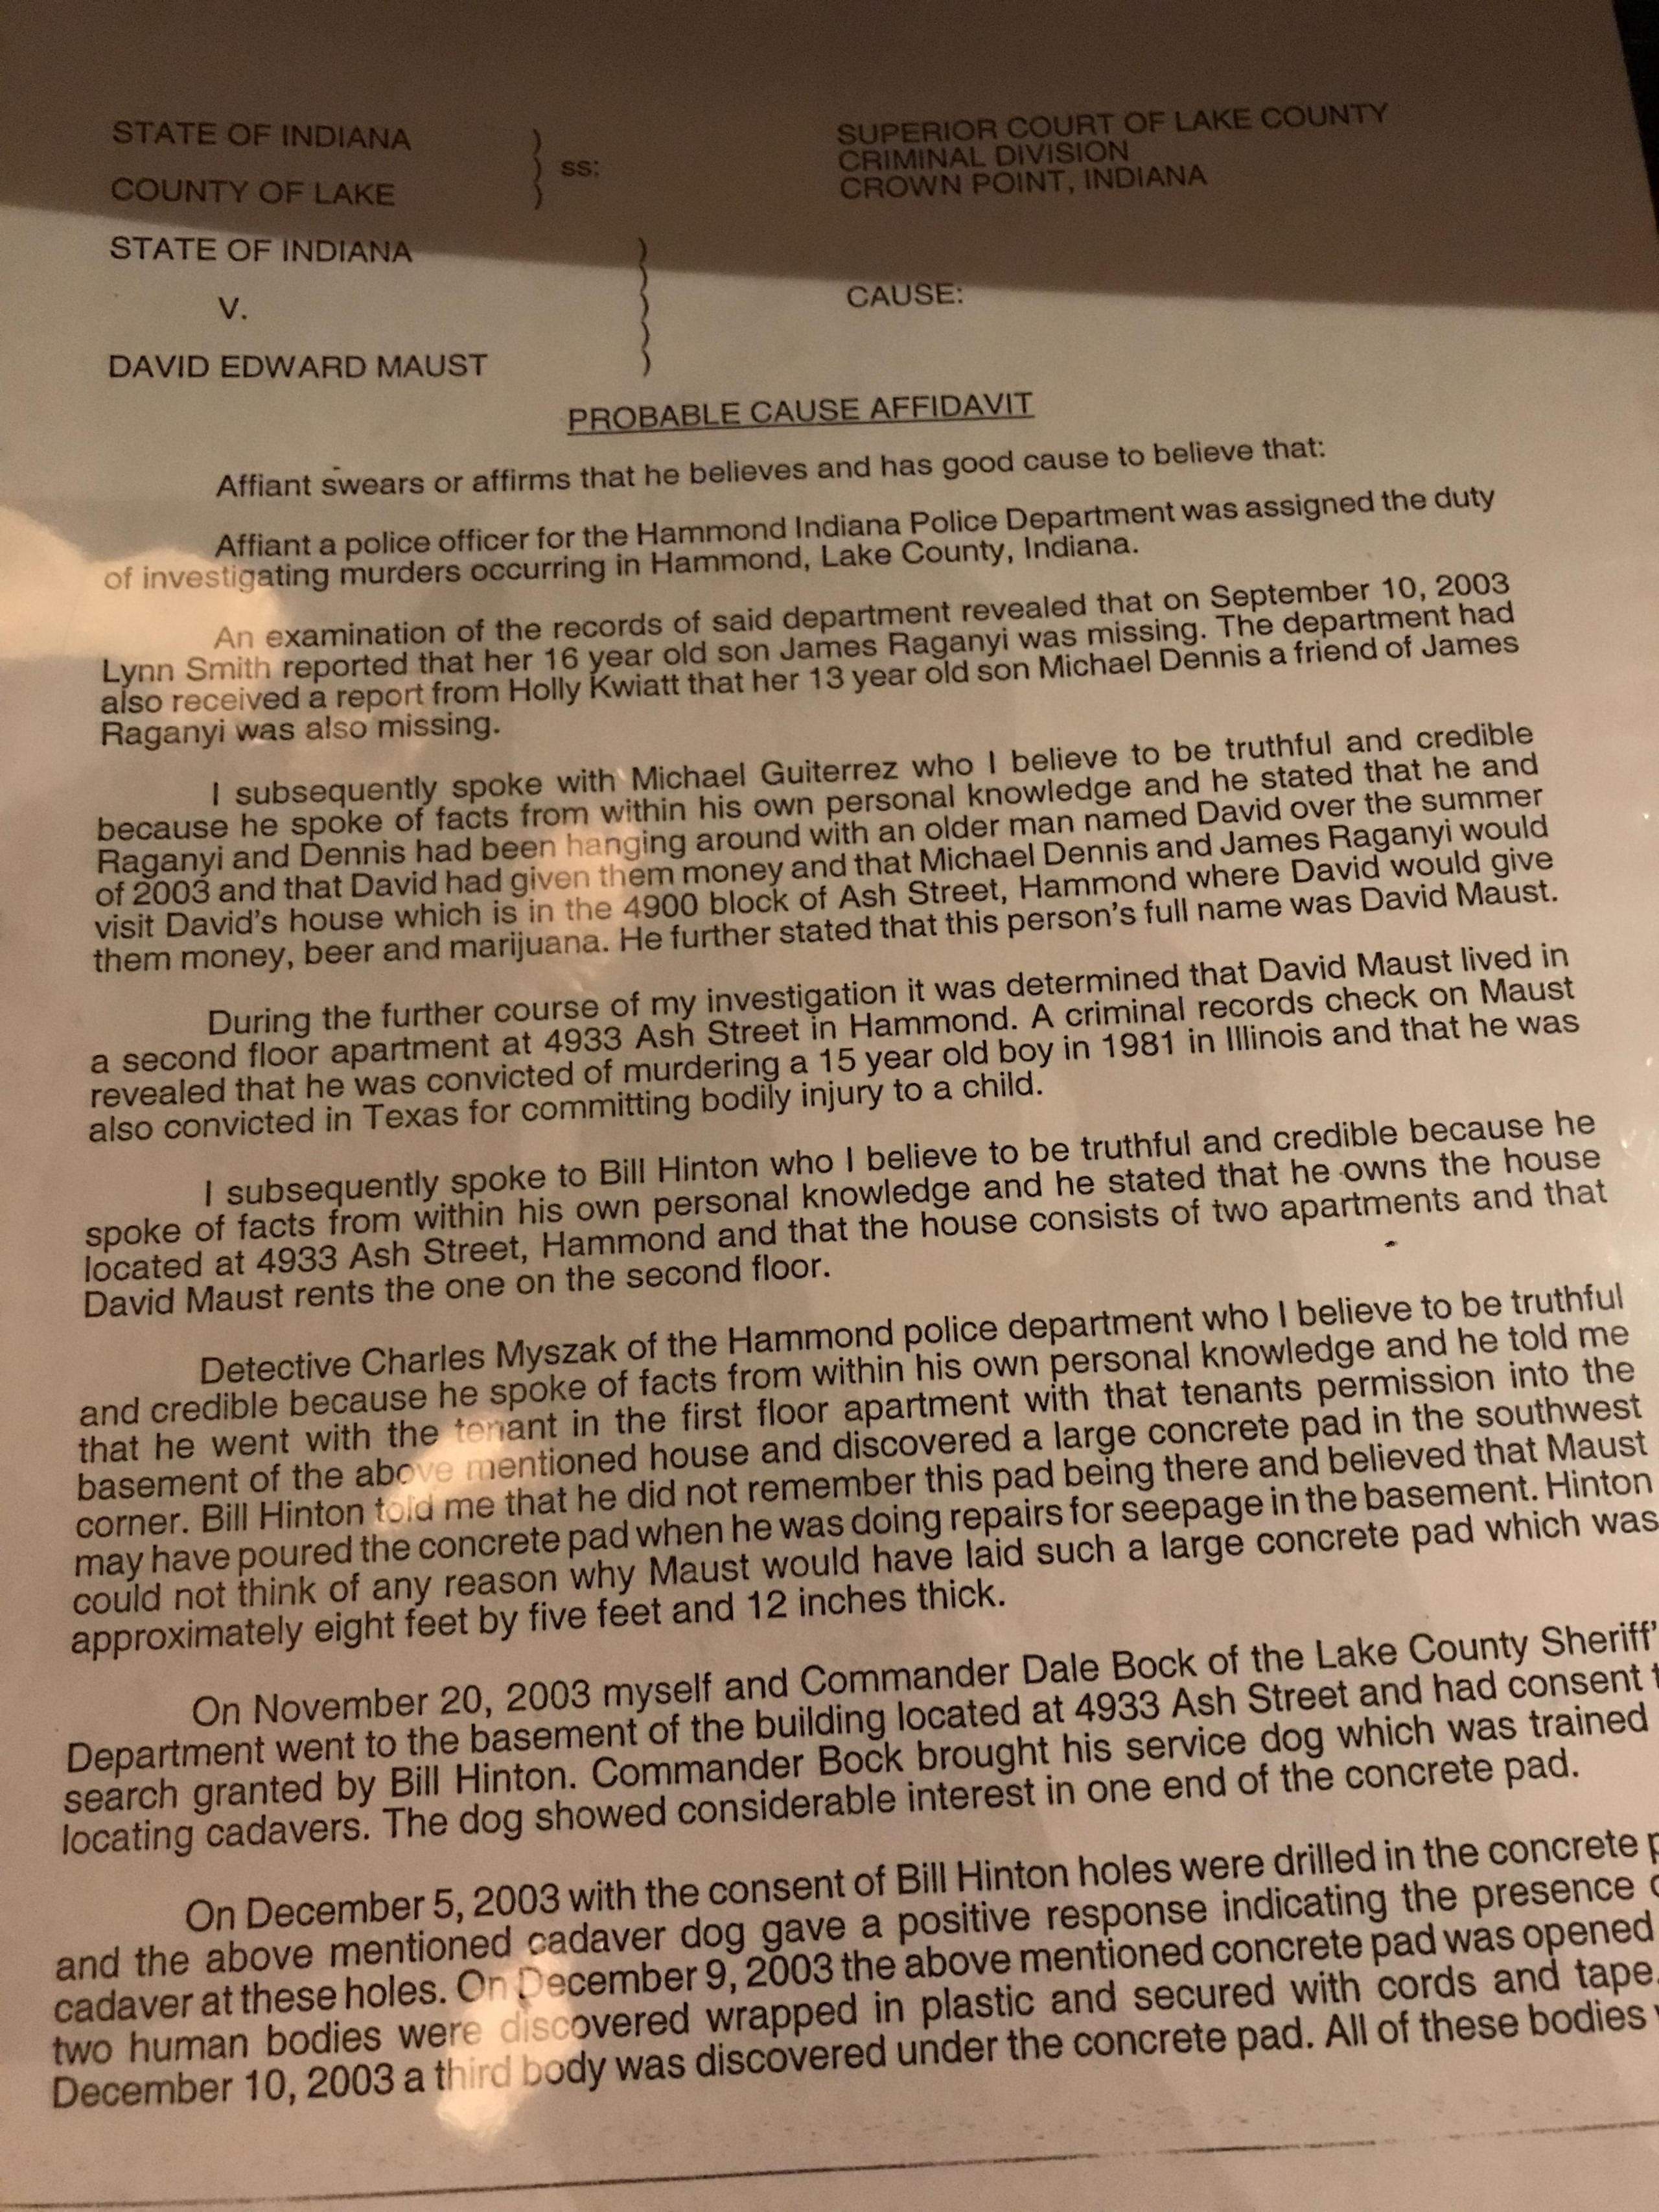 STATE OF INDIANA
SUPERIOR COURT OF LAKE COUNTY
ss:
CRIMINAL DIVISION
COUNTY OF LAKE
CROWN POINT, INDIANA
STATE OF INDIANA
V.
CAUSE:
DAVID EDWARD MAUST
PROBABLE CAUSE AFFIDAVIT
Affiant swears or affirms that he believes and has good cause to believe that:
Affiant a police officer for the Hammond Indiana Police Department was assigned the duty
of investigating murders occurring in Hammond, Lake County, Indiana.
An examination of the records of said department revealed that on September 10, 2003
Lynn Smith reported that her 16 year old son James Raganyi was missing. The department had
also received a report from Holly Kwiatt that her 13 year old son Michael Dennis a friend of James
Raganyi was also missing.
I subsequently spoke with Michael Guiterrez who I believe to be truthful and credible
because he spoke of facts from within his own personal knowledge and he stated that he and
Raganyi and Dennis had been hanging around with an older man named David over the summer
of 2003 and that David had given them money and that Michael Dennis and James Raganyi would
visit David's house which is in the 4900 block of Ash Street, Hammond where David would give
them money, beer and marijuana. He further stated that this person's full name was David Maust.
During the further course of my investigation it was determined that David Maust lived in
a second floor apartment at 4933 Ash Street in Hammond. A criminal records check on Maust
revealed that he was convicted of murdering a 15 year old boy in 1981 in Illinois and that he was
also convicted in Texas for committing bodily injury to a child.
I subsequently spoke to Bill Hinton who I believe to be truthful and credible because he
spoke of facts from within his own personal knowledge and he stated that he owns the house
located at 4933 Ash Street, Hammond and that the house consists of two apartments and that
David Maust rents the one on the second floor.
Detective Charles Myszak of the Hammond police department who I believe to be truthful
and credible because he spoke of facts from within his own personal knowledge and he told me
that he went with the tenant in the first floor apartment with that tenants permission into the
basement of the above mentioned house and discovered a large concrete pad in the southwest
corner. Bill Hinton told me that he did not remember this pad being there and believed that Maust
may have poured the concrete pad when he was doing repairs for seepage in the basement. Hinton
could not think of any reason why Maust would have laid such a large concrete pad which was
approximately eight feet by five feet and 12 inches thick.
On November 20, 2003 myself and Commander Dale Bock of the Lake County Sheriff'
Department went to the basement of the building located at 4933 Ash Street and had consent
search granted by Bill Hinton. Commander Bock brought his service dog which was trained
locating cadavers. The dog showed considerable interest in one end of the concrete pad.
On December 5, 2003 with the consent of Bill Hinton holes were drilled in the concrete
and the above mentioned cadaver dog gave a positive response indicating the presence
cadaver at these holes. On December 9, 2003 the above mentioned concrete pad was opened
two human bodies were discovered wrapped in plastic and secured with cords and tape.
December 10, 2003 a third body was discovered under the concrete pad. All of these bodies